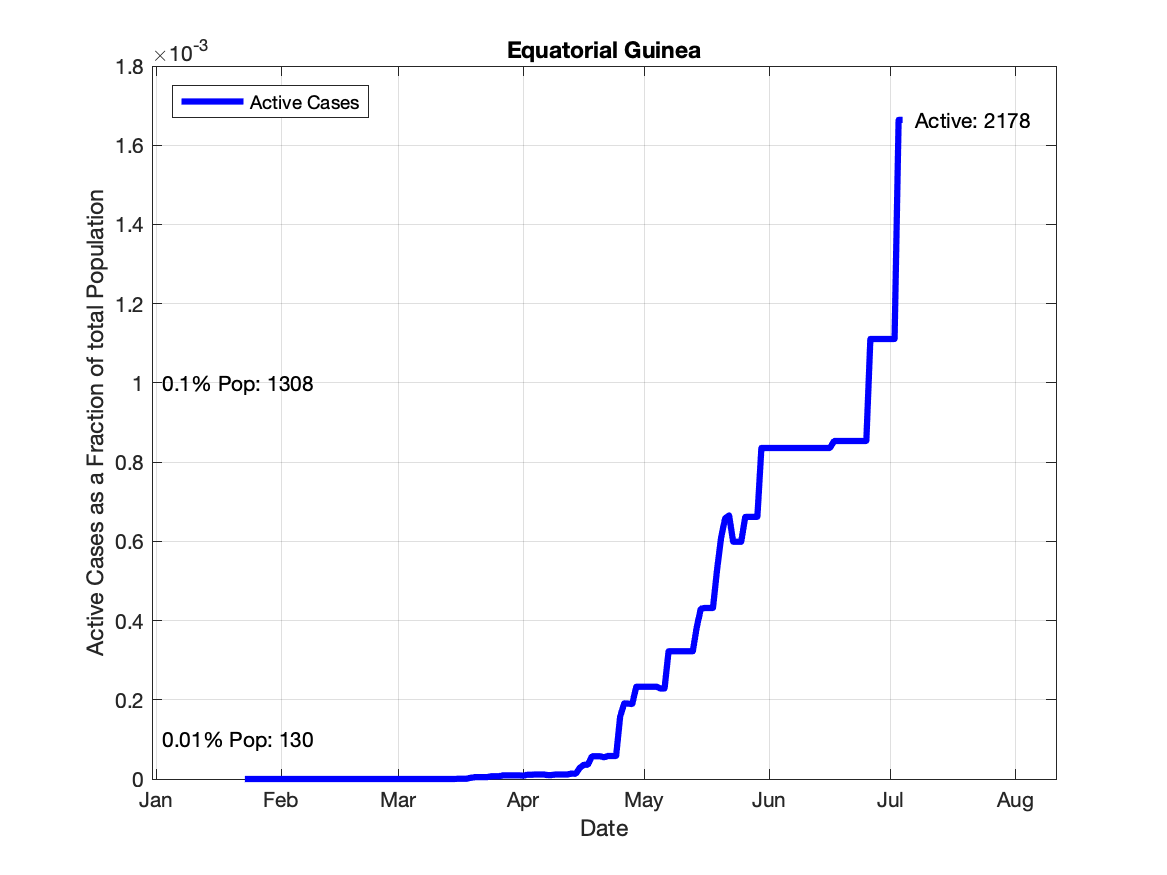 Equatorial Guinea
×10-3
1.8
1.6
1.4
1.2
1
0.8
0.6
0.4
0.2
0
Active Cases
Active: 2178
0.1% Pop: 1308
0.01% Pop: 130
Active Cases as a Fraction of total Population
Jan Feb Mar Apr May Jun Jul Aug
Date